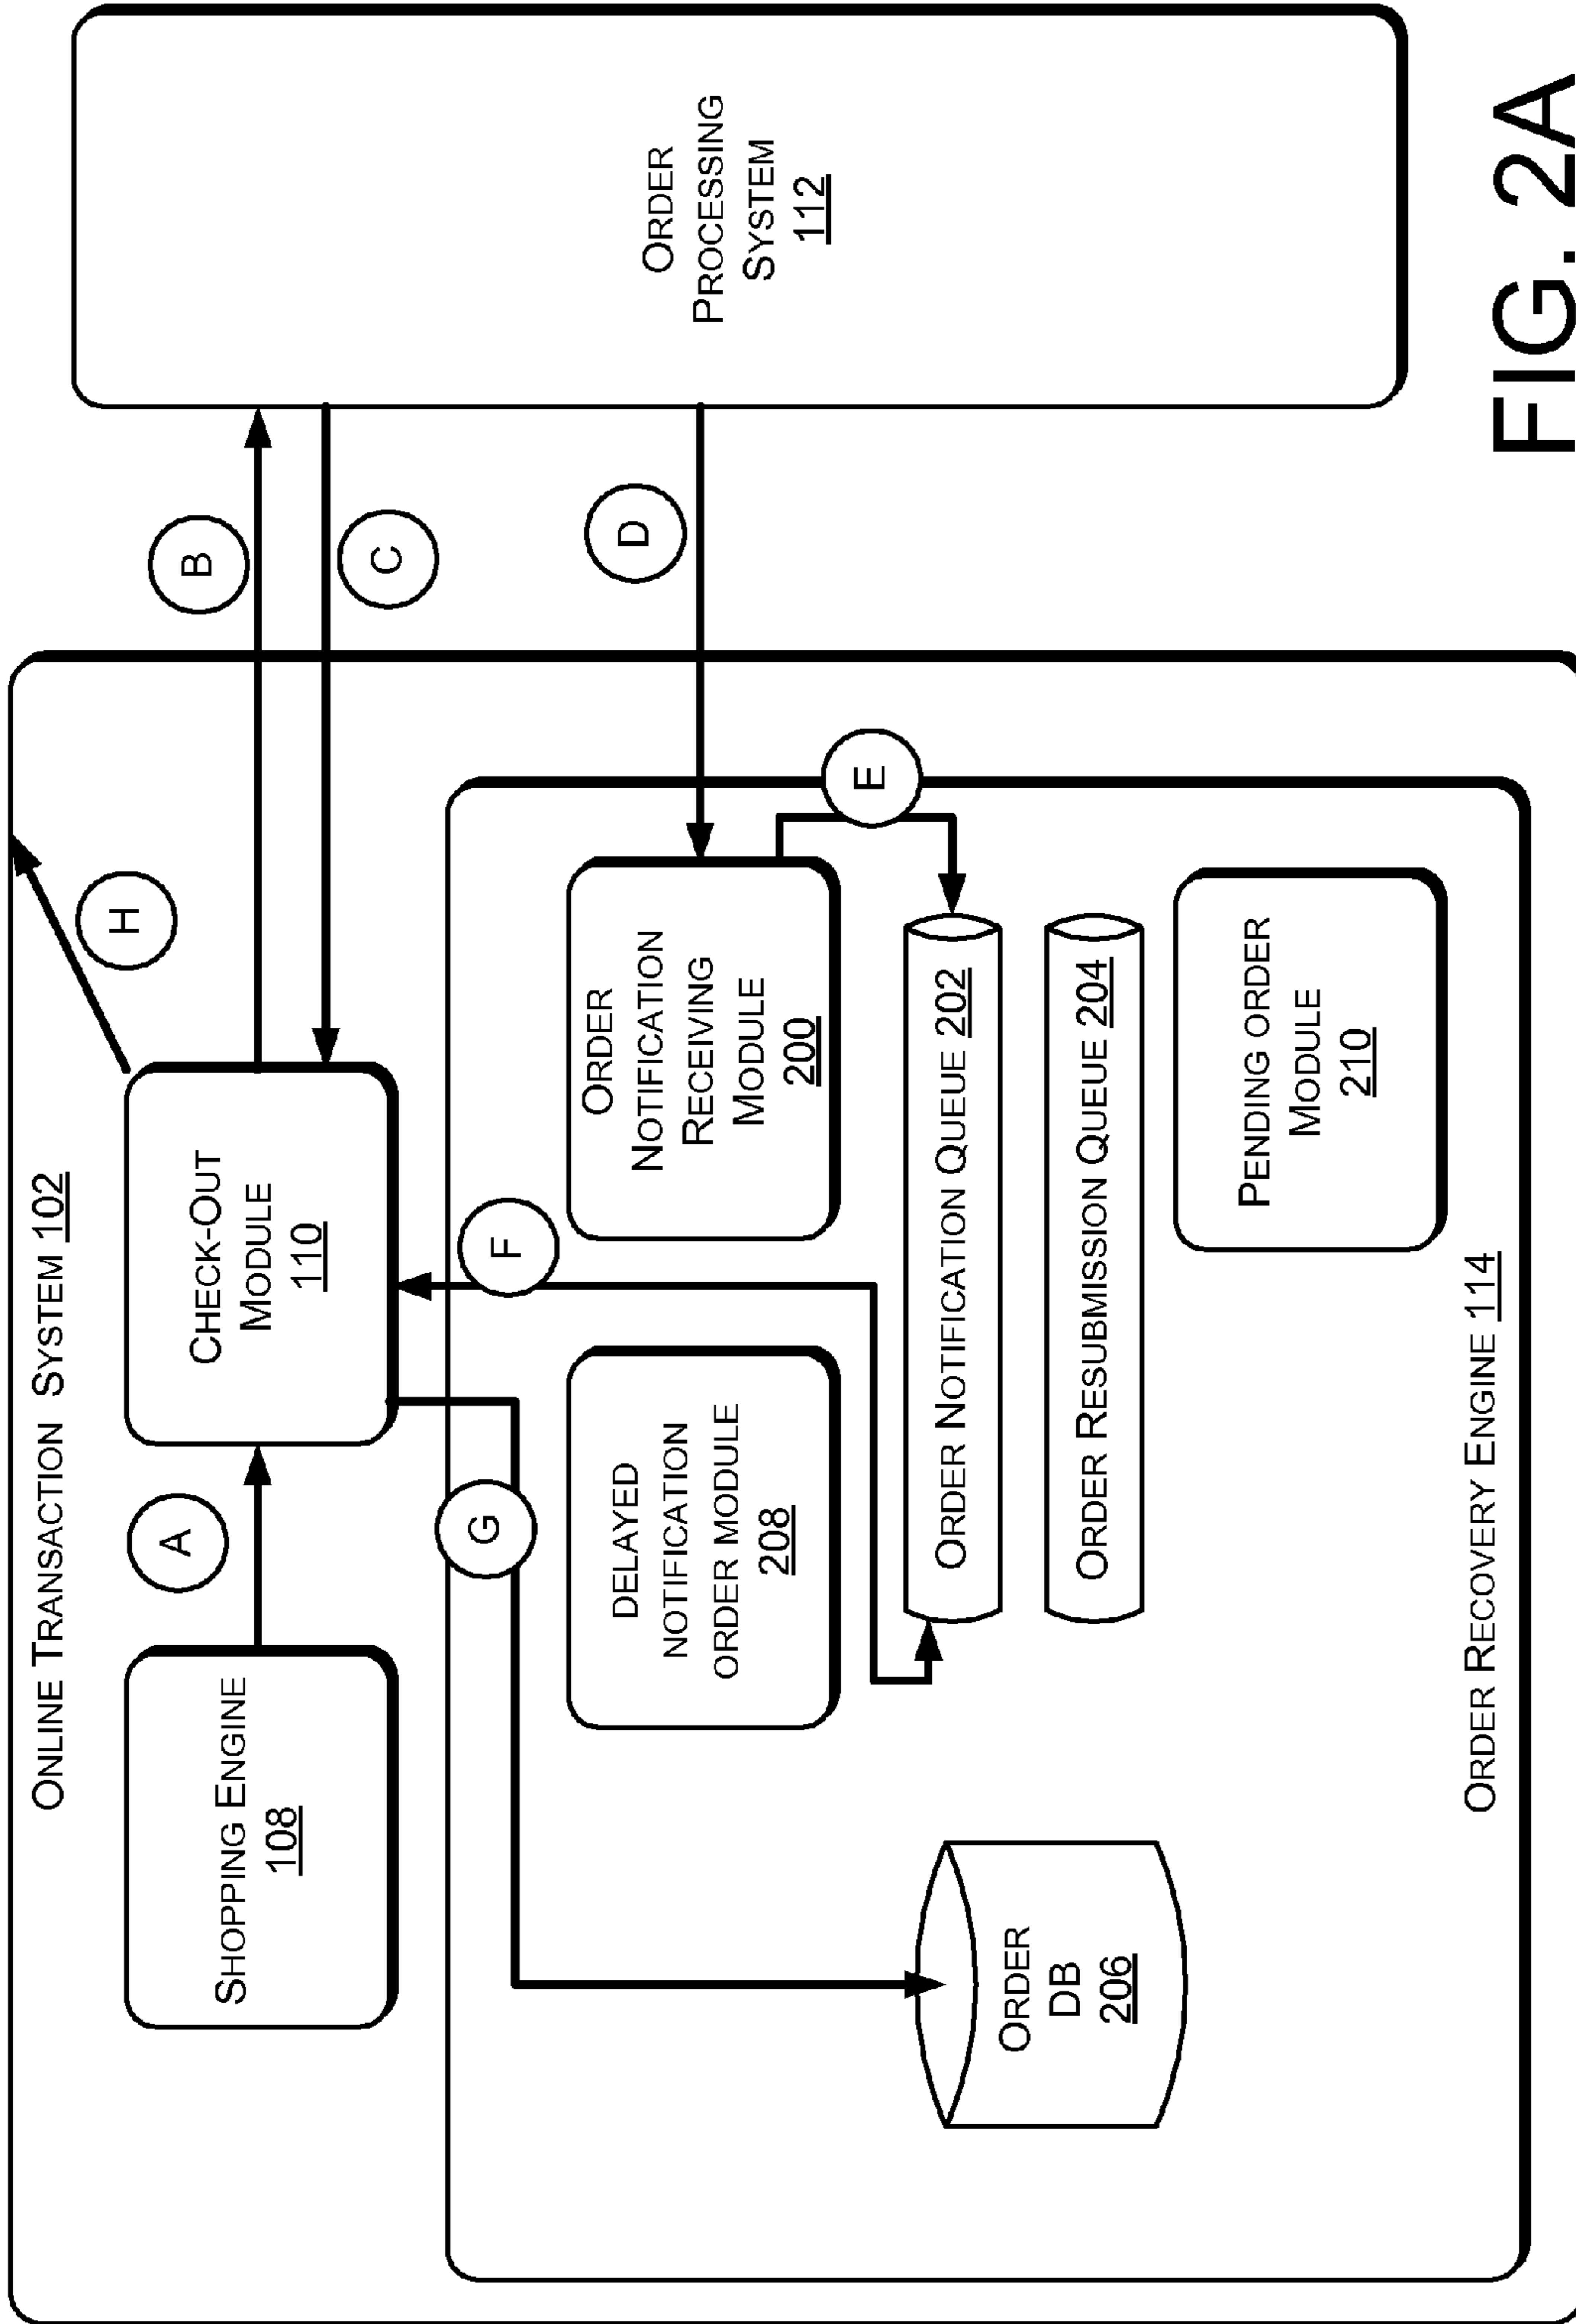 ONLINE TRANSACTION SYSTEM 102
SHOPPING ENGINE
108
A
CHECK-OUT
MODULE
110
H
B
C
ORDER
PROCESSING
SYSTEM
112
G
F
D
DELAYED
NOTIFICATION
ORDER MODULE
208
ORDER
NOTIFICATION
RECEIVING
MODULE
200
E
ORDER NOTIFICATION QUEUE 202
ORDER RESUBMISSION QUEUE 204
ORDER
DB
206
PENDING ORDER
MODULE
210
ORDER RECOVERY ENGINE 114
FIG. 2A